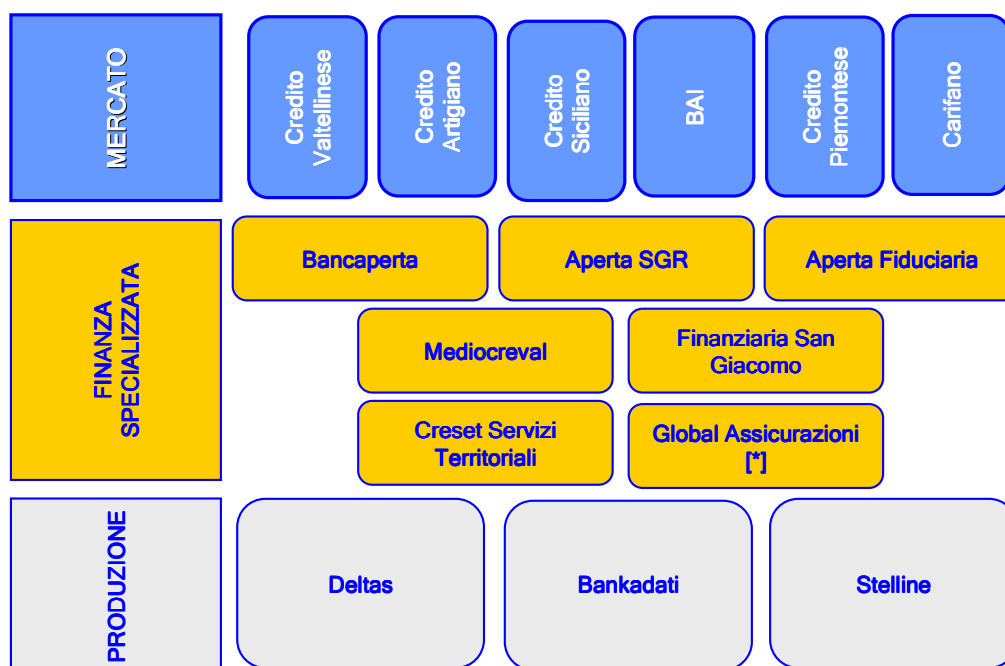 MERCATO
Credito
Valtellinese
Credito
Artigiano
Credito
Siciliano
BAI
Credito
Piemontese
Carifano
FINANZA
SPECIALIZZATA
Bancaperta
Aperta SGR
Aperta Fiduciaria
Mediocreval
Finanziaria San
Giacomo
Creset Servizi
Territoriali
Global Assicurazioni
[*]
PRODUZIONE
Deltas
Bankadati
Stelline